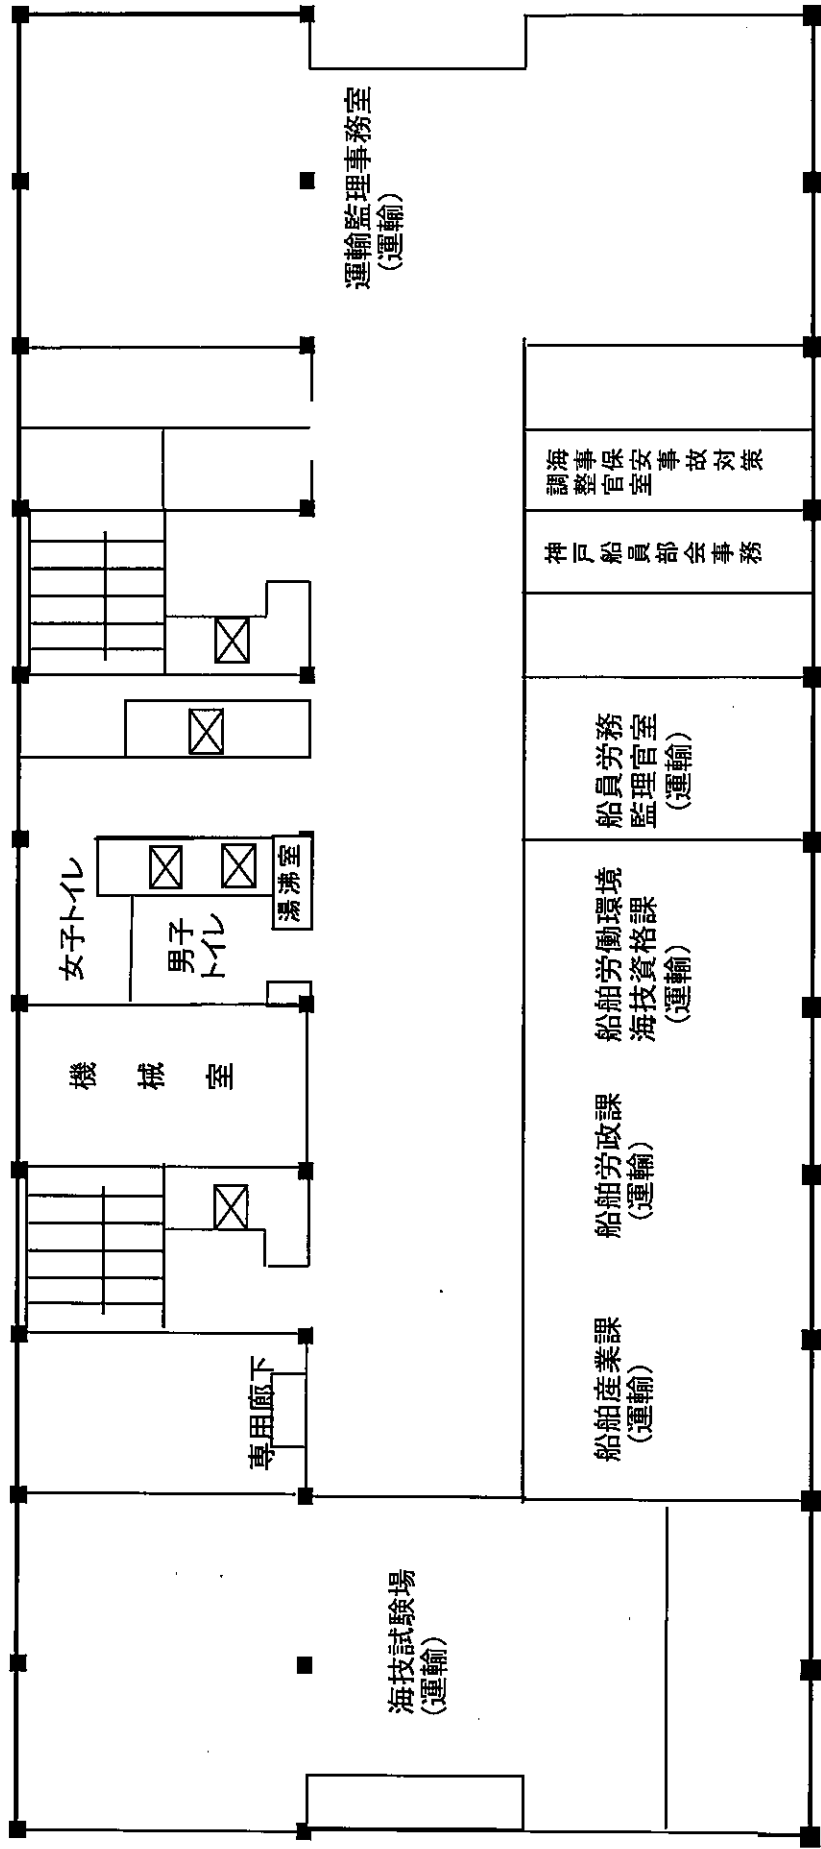 運輸監理事務室
(運輸)
調整官室
海事保安事故対策
神戸船員部会事務
船員労務
監理官室
(運輸)
女子トイレ
男子
トイレ
湯沸室
船舶労働環境
海技資格課
(運輸)
機械室
船舶労政課
(運輸)
専用廊下
船舶産業課
(運輸)
海技試験場
(運輸)